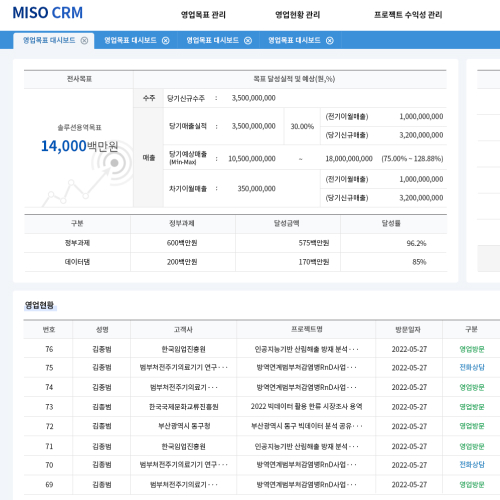 MISO CRM
영업목표 관리 영업현황 관리 프로젝트 수익성 관리
영업목표 대시보드 영업목표 대시보드 영업목표 대시보드 영업목표 대시보드
전사목표 목표 달성실적 및 예상(원,%)
솔루션용역목표
14,000백만원
수주 당기신규수주 : 3,500,000,000
매출 당기매출실적 : 3,500,000,000 30.00% (전기이월매출) 1,000,000,000
(당기신규매출) 3,200,000,000
당기예상매출 (Min-Max) : 10,500,000,000 – 18,000,000,000 (75.00% ~ 128.88%)
차기이월매출 : 350,000,000 (전기이월매출) 1,000,000,000
(당기신규매출) 3,200,000,000
구분 정부과제 달성금액 달성률
정부과제 600백만원 575백만원 96.2%
데이터댐 200백만원 170백만원 85%
영업현황
번호 성명 고객사 프로젝트명 방문일자 구분
76 김종범 한국임업진흥원 인공지능기반 산림해출 방재 분석 · · · 2022-05-27 영업방문
75 김종범 범부처전주기의료기기 연구 · · · 방역연계범부처감염병RnD사업 · · · 2022-05-27 전화상담
74 김종범 범부처전주기의료기 · · · 방역연계범부처감염병RnD사업 · · · 2022-05-27 영업방문
73 김종범 한국국제문화교류진흥원 2022 빅데이터 활용 한류 시장조사 용역 2022-05-27 영업방문
72 김종범 부산광역시 동구청 부산광역시 동구 빅데이터 분석 공유 · · · 2022-05-27 영업방문
71 김종범 한국임업진흥원 인공지능기반 산림해출 방재 분석 · · · 2022-05-27 영업방문
70 김종범 범부처전주기의료기기 연구 · · · 방역연계범부처감염병RnD사업 · · · 2022-05-27 전화상담
69 김종범 범부처전주기의료기 · · · 방역연계범부처감염병RnD사업 · · · 2022-05-27 영업방문